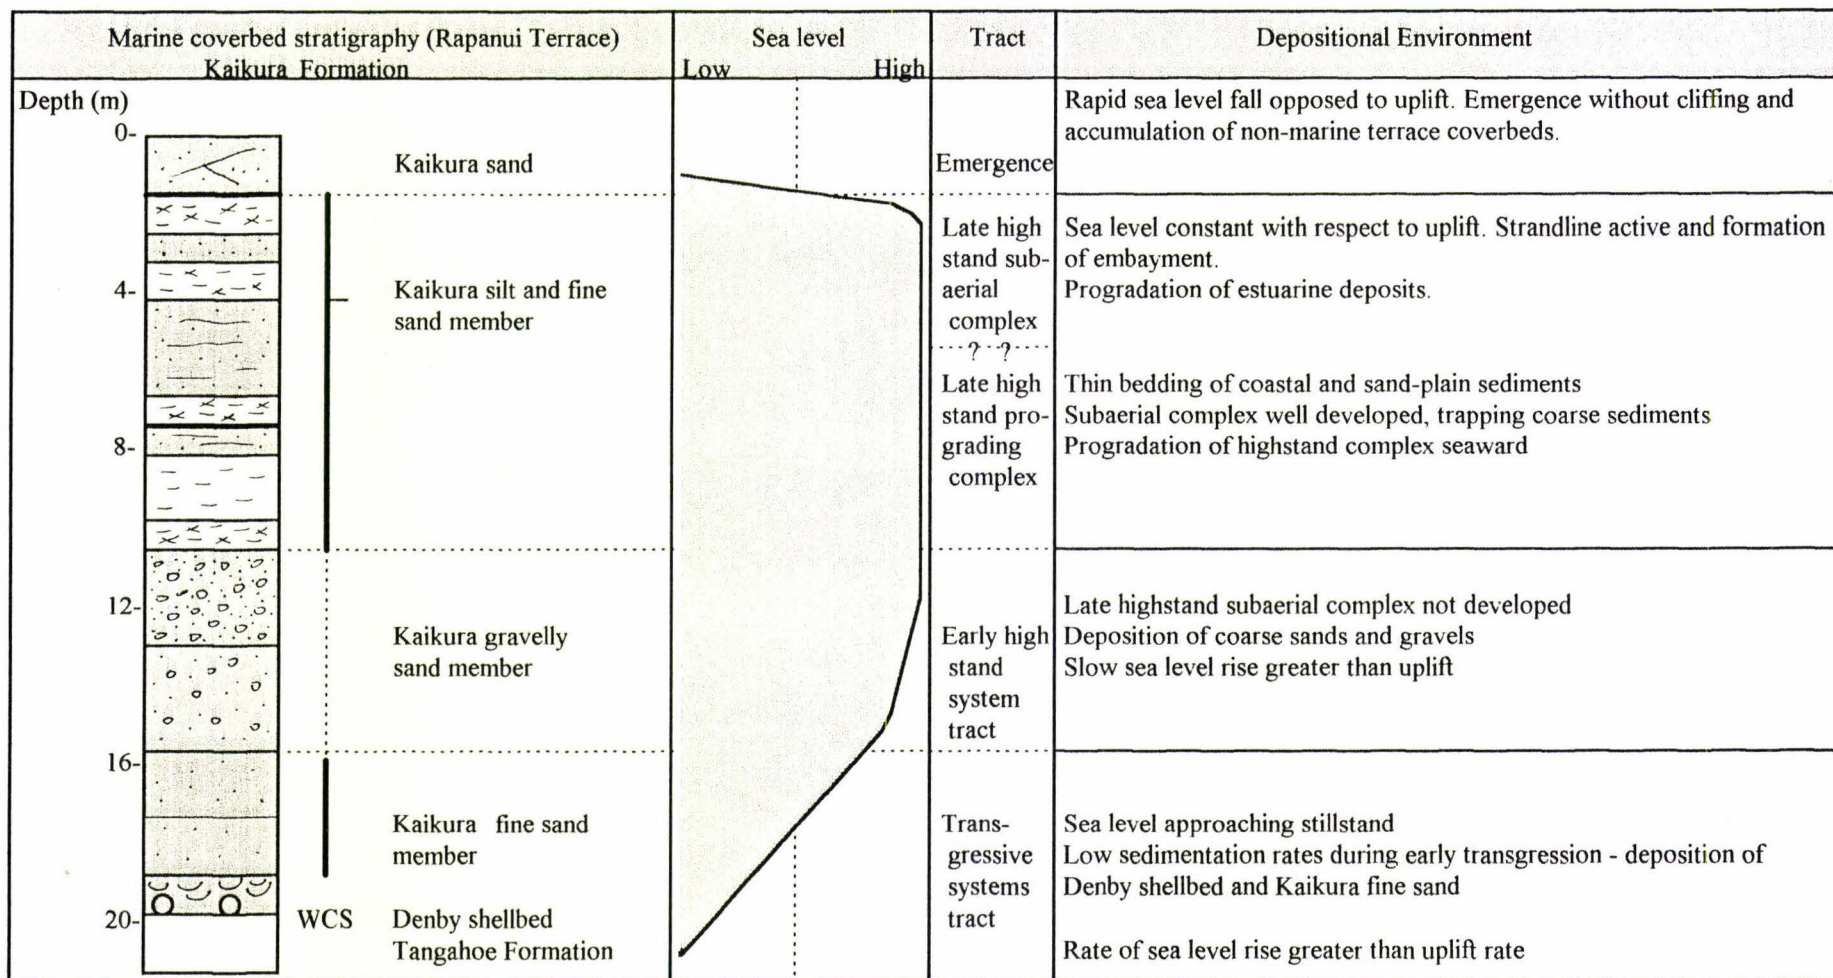 Marine coverbed stratigraphy (Rapanui Terrace)
Kaikura Formation
Sea level
Low High
Tract
Depositional Environment
Depth (m)
0-
4-
8-
12-
16-
20-
Kaikura sand
Kaikura silt and fine
sand member
Kaikura gravelly
sand member
Kaikura fine sand
member
WCS Denby shellbed
Tangahoe Formation
Emergence
Late high
stand sub-
aerial
complex
? ?
Late high
stand pro-
grading
complex
Early high
stand
system
tract
Trans-
gressive
systems
tract
Rapid sea level fall opposed to uplift. Emergence without cliffing and
accumulation of non-marine terrace coverbeds.
Sea level constant with respect to uplift. Strandline active and formation
of embayment.
Progradation of estuarine deposits.
Thin bedding of coastal and sand-plain sediments
Subaerial complex well developed, trapping coarse sediments
Progradation of highstand complex seaward
Late highstand subaerial complex not developed
Deposition of coarse sands and gravels
Slow sea level rise greater than uplift
Sea level approaching stillstand
Low sedimentation rates during early transgression - deposition of
Denby shellbed and Kaikura fine sand
Rate of sea level rise greater than uplift rate